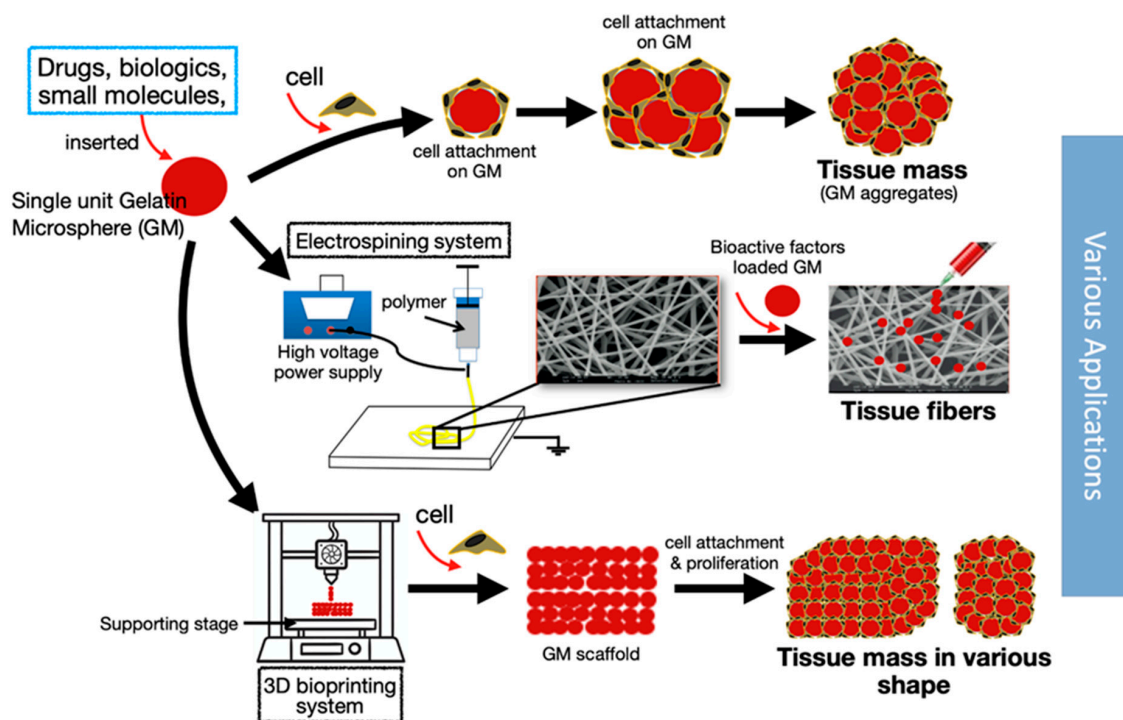 Drugs, biologics,
small molecules,
inserted
Single unit Gelatin
Microsphere (GM)
cell
cell attachment
on GM
cell attachment
on GM
Tissue mass
(GM aggregates)
Electrospining system
polymer
High voltage
power supply
Bioactive factors
loaded GM
Tissue fibers
Supporting stage
3D bioprinting
system
cell
GM scaffold
cell attachment
& proliferation
Tissue mass in various
shape
Various Applications